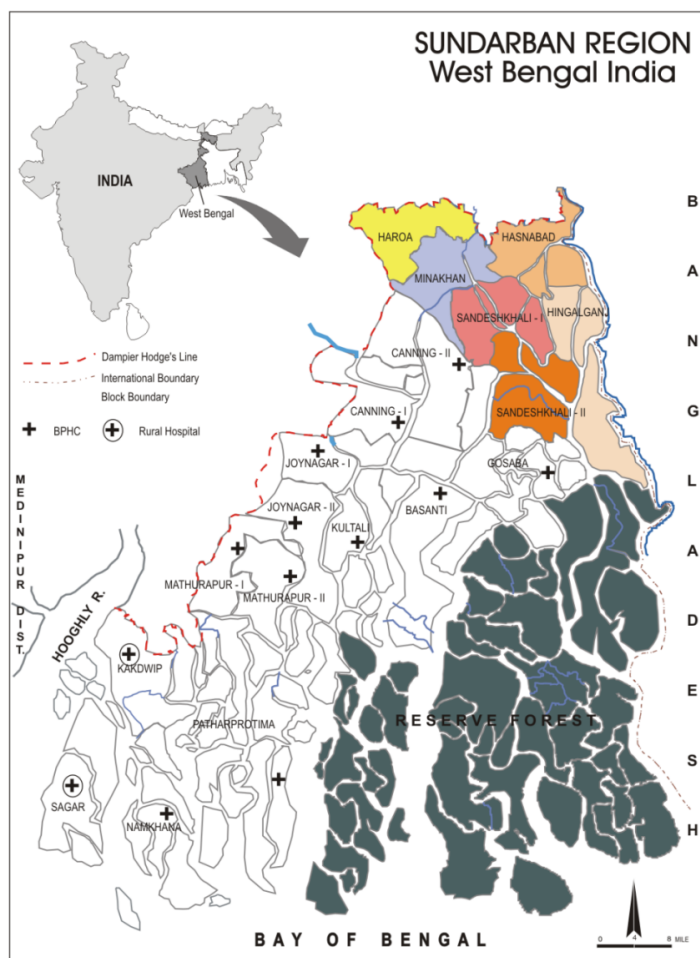 SUNDARBAN REGION
West Bengal India
INDIA
West Bengal
Dampier Hodge's Line
International Boundary
Block Boundary
BPHC
Rural Hospital
HAROA
HASNABAD
MINAKHAN
SANDESHKHALI - I
HINGALGANJ
CANNING - II
CANNING - I
SANDESHKHALI - II
JOYNAGAR - I
GOSABA
JOYNAGAR - II
KULTALI
BASANTI
MATHURAPUR - I
MATHURAPUR - II
MEDINIPUR DIST.
HOOGHLY R.
KAKDWIP
PATHARPROTIMA
RESERVE FOREST
SAGAR
NAMKHANA
BANGLADESH
BAY OF BENGAL
0 4 8 MILE